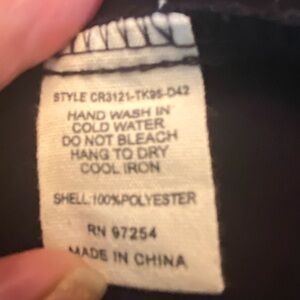 STYLE CR3121-TK95-D42
HAND WASH IN
COLD WATER
DO NOT BLEACH
HANG TO DRY
COOL IRON
SHELL:100%POLYESTER
RN 97254
MADE IN CHINA